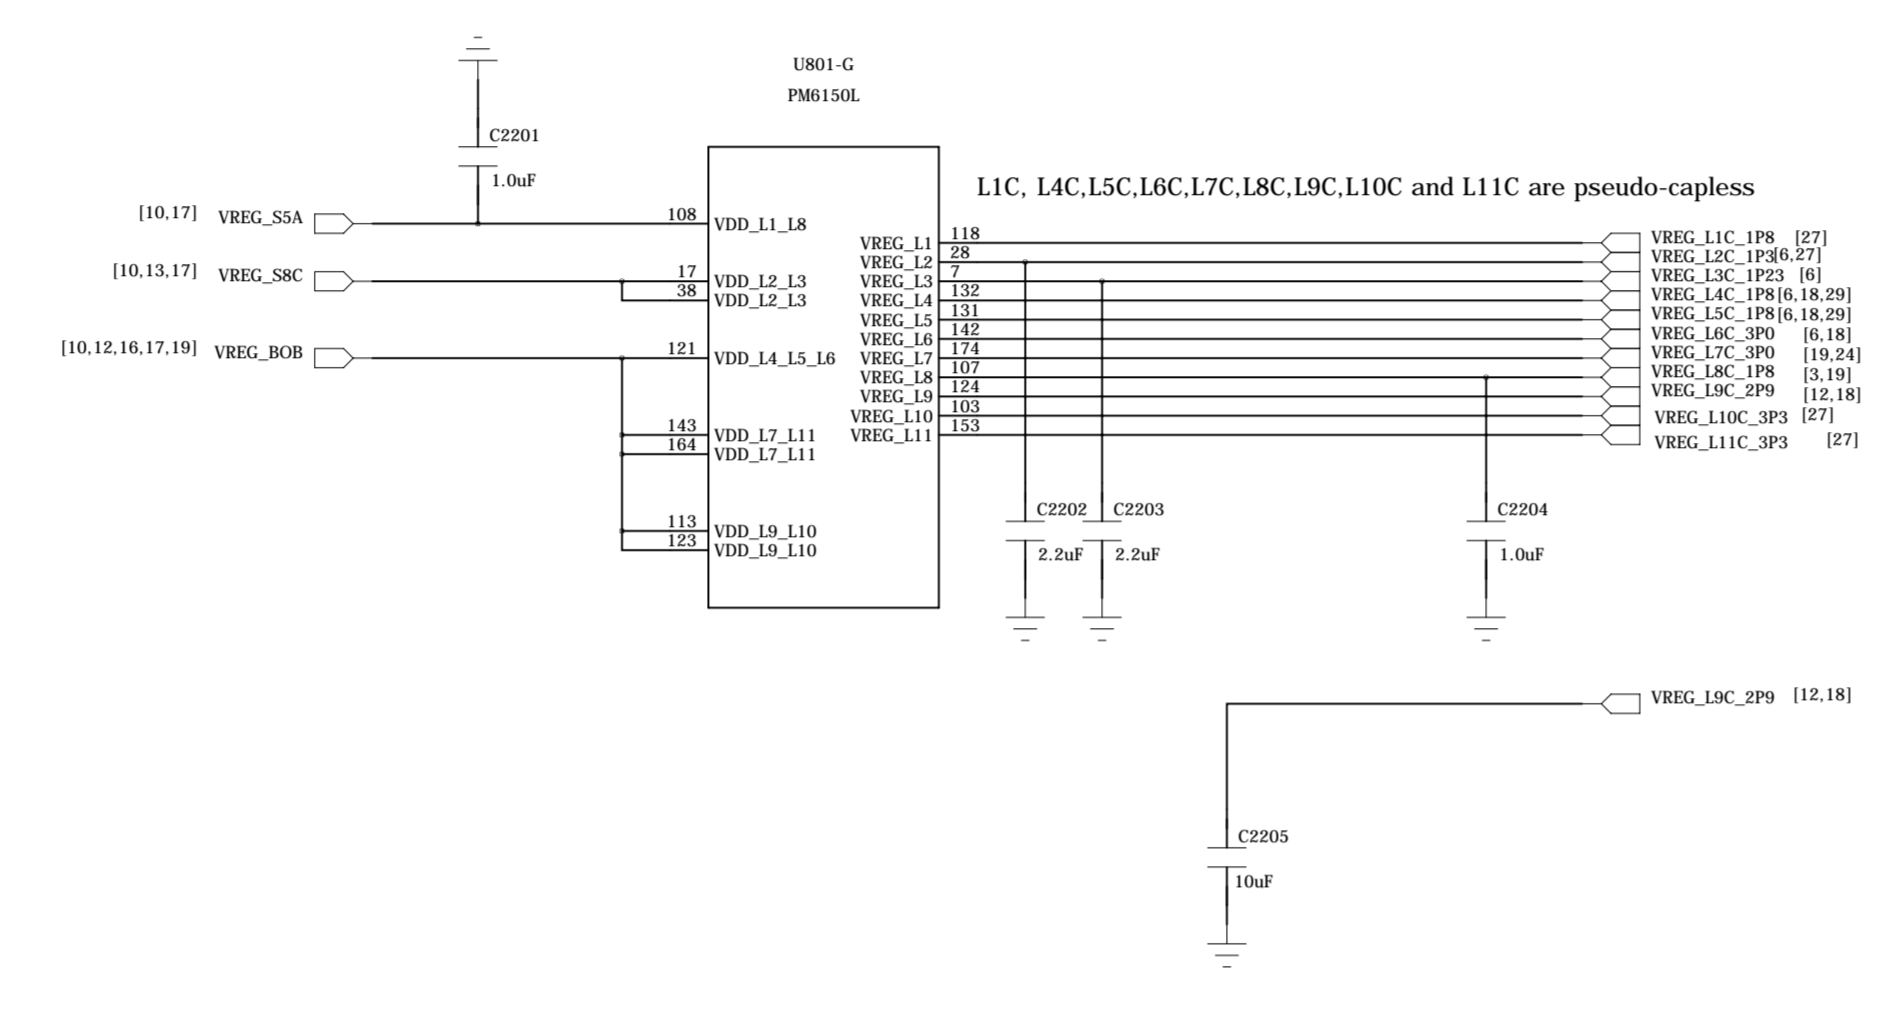 U801-G
PM6150L
C2201
1.0uF
L1C, L4C,L5C,L6C,L7C,L8C,L9C,L10C and L11C are pseudo-capless
[10,17] VREG_S5A 108 VDD_L1_L8
[10,13,17] VREG_S8C 17 VDD_L2_L3
38 VDD_L2_L3
[10,12,16,17,19] VREG_BOB 121 VDD_L4_L5_L6
143 VDD_L7_L11
164 VDD_L7_L11
113 VDD_L9_L10
123 VDD_L9_L10
VREG_L1 118 VREG_L1C_1P8 [27]
VREG_L2 28 VREG_L2C_1P3[6,27]
VREG_L3 7 VREG_L3C_1P23 [6]
VREG_L4 132 VREG_L4C_1P8[6,18,29]
VREG_L5 131 VREG_L5C_1P8[6,18,29]
VREG_L6 142 VREG_L6C_3P0 [6,18]
VREG_L7 174 VREG_L7C_3P0 [19,24]
VREG_L8 107 VREG_L8C_1P8 [3,19]
VREG_L9 124 VREG_L9C_2P9 [12,18]
VREG_L10 103 VREG_L10C_3P3 [27]
VREG_L11 153 VREG_L11C_3P3 [27]
C2202 C2203 C2204
2.2uF 2.2uF 1.0uF
VREG_L9C_2P9 [12,18]
C2205
10uF